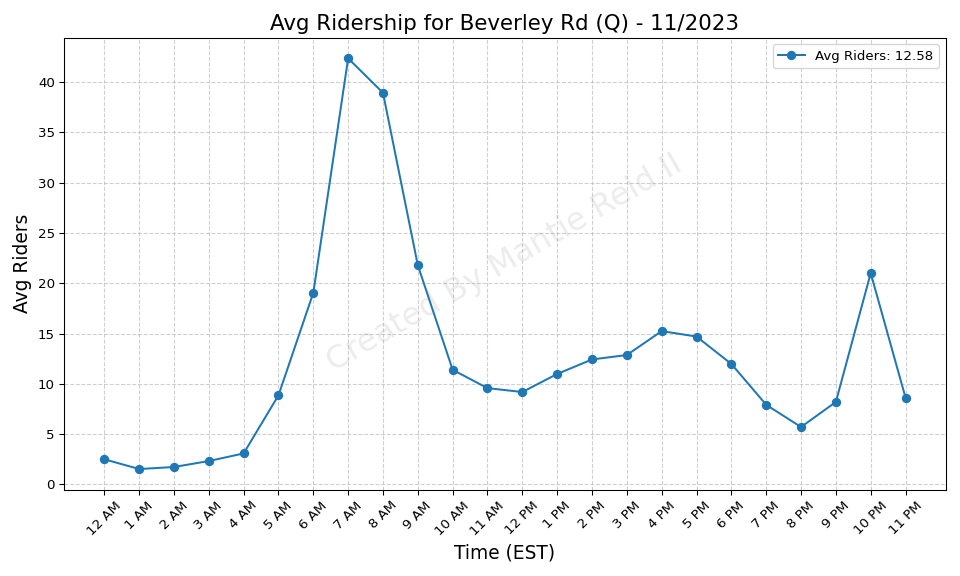 Avg Ridership for Beverley Rd (Q) - 11/2023
Avg Riders: 12.58
Avg Riders
40
35
30
25
20
15
10
5
0
Created By Mantie Reid II
12 AM
1 AM
2 AM
3 AM
4 AM
5 AM
6 AM
7 AM
8 AM
9 AM
10 AM
11 AM
12 PM
1 PM
2 PM
3 PM
4 PM
5 PM
6 PM
7 PM
8 PM
9 PM
10 PM
11 PM
Time (EST)